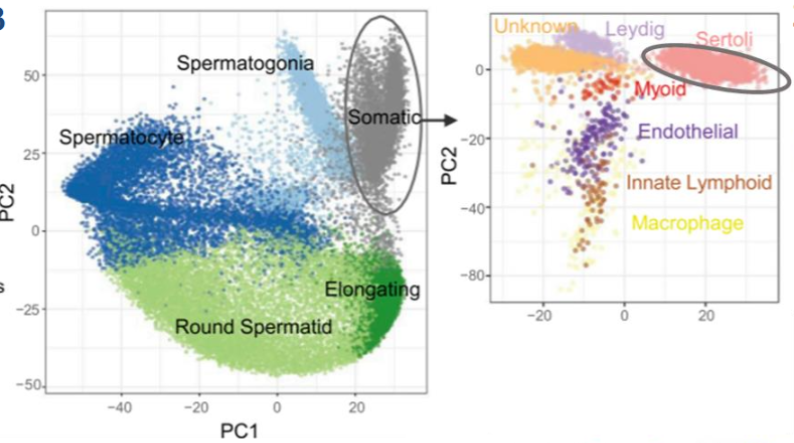 B
Spermatogonia
Somatic
Spermatocyte
Elongating
Round Spermatid
PC2
50
25
0
−25
−50
−40
−20
0
20
PC1
s
Unknown
Leydig
Sertoli
Myoid
Endothelial
Innate Lymphoid
Macrophage
PC2
0
−20
−40
−80
−20
0
20